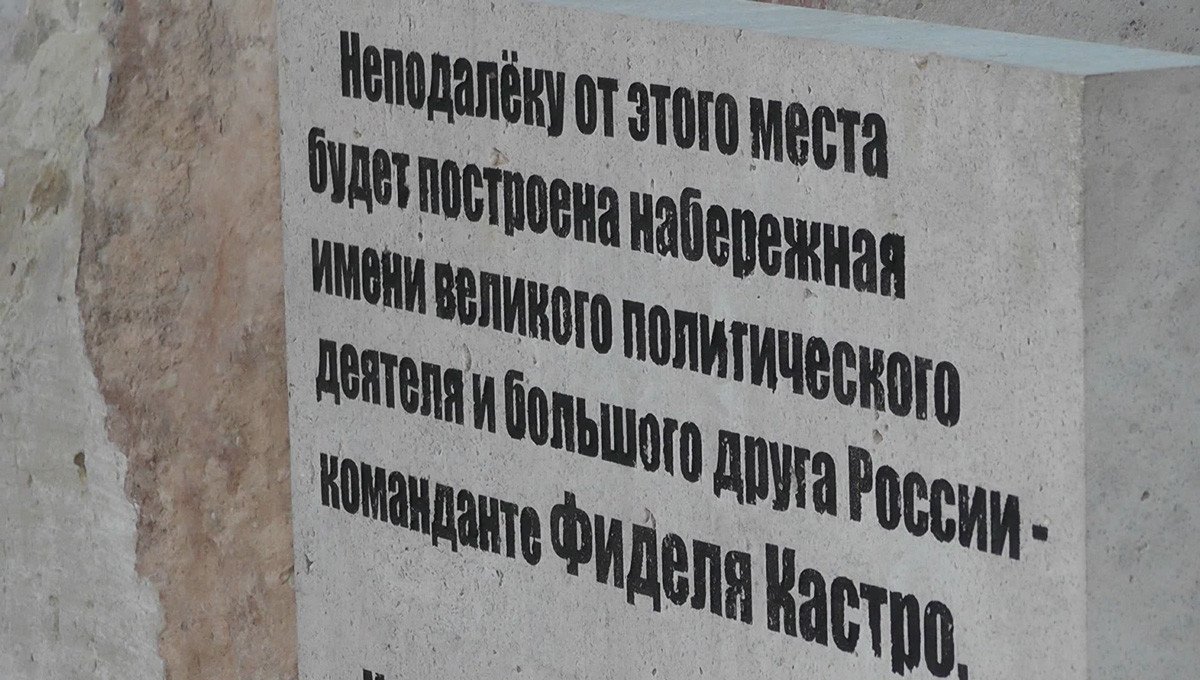 Неподалёку от этого места
будет построена набережная
имени великого политического
деятеля и большого друга России -
команданте Фиделя Кастро.